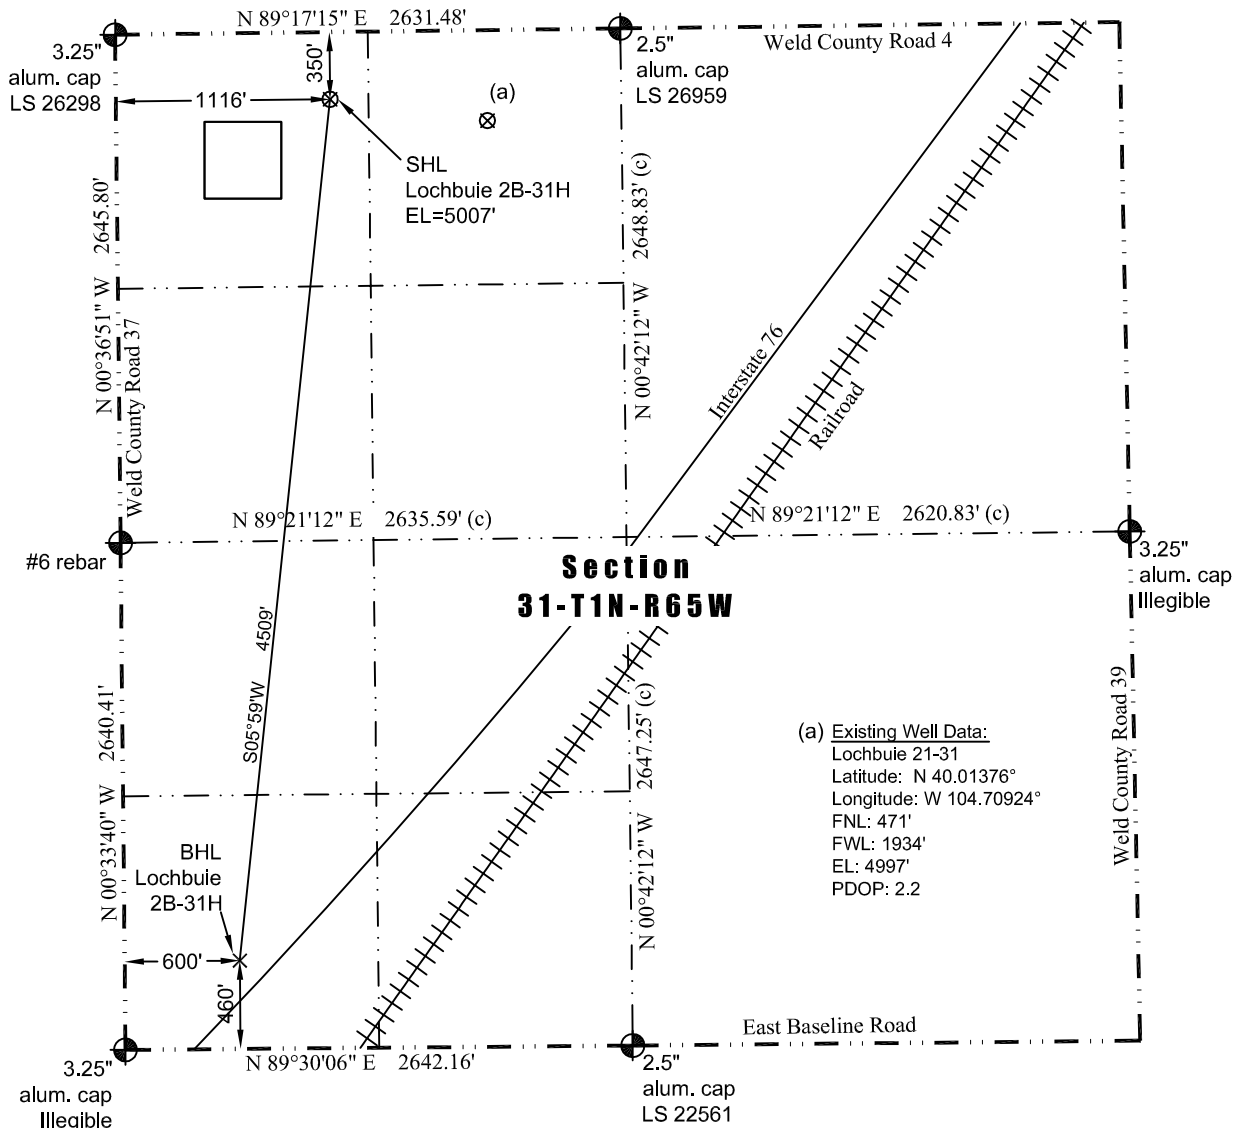 N 89°17'15" E 2631.48'
3.25"
alum. cap
LS 26298
350'
1116'
(a)
2.5"
alum. cap
LS 26959
Weld County Road 4
SHL
Lochbuie 2B-31H
EL=5007'
N 00°36'51" W 2645.80'
Weld County Road 37
N 00°42'12" W 2648.83' (c)
Interstate 76
Railroad
N 89°21'12" E 2635.59' (c)
N 89°21'12" E 2620.83' (c)
#6 rebar
3.25"
alum. cap
Illegible
Section
31-T1N-R65W
S05°59'W 4509'
N 00°33'40" W 2640.41'
N 00°42'12" W 2647.25' (c)
Weld County Road 39
(a) Existing Well Data:
Lochbuie 21-31
Latitude: N 40.01376°
Longitude: W 104.70924°
FNL: 471'
FWL: 1934'
EL: 4997'
PDOP: 2.2
BHL
Lochbuie
2B-31H
600'
460'
East Baseline Road
N 89°30'06" E 2642.16'
3.25"
alum. cap
Illegible
2.5"
alum. cap
LS 22561